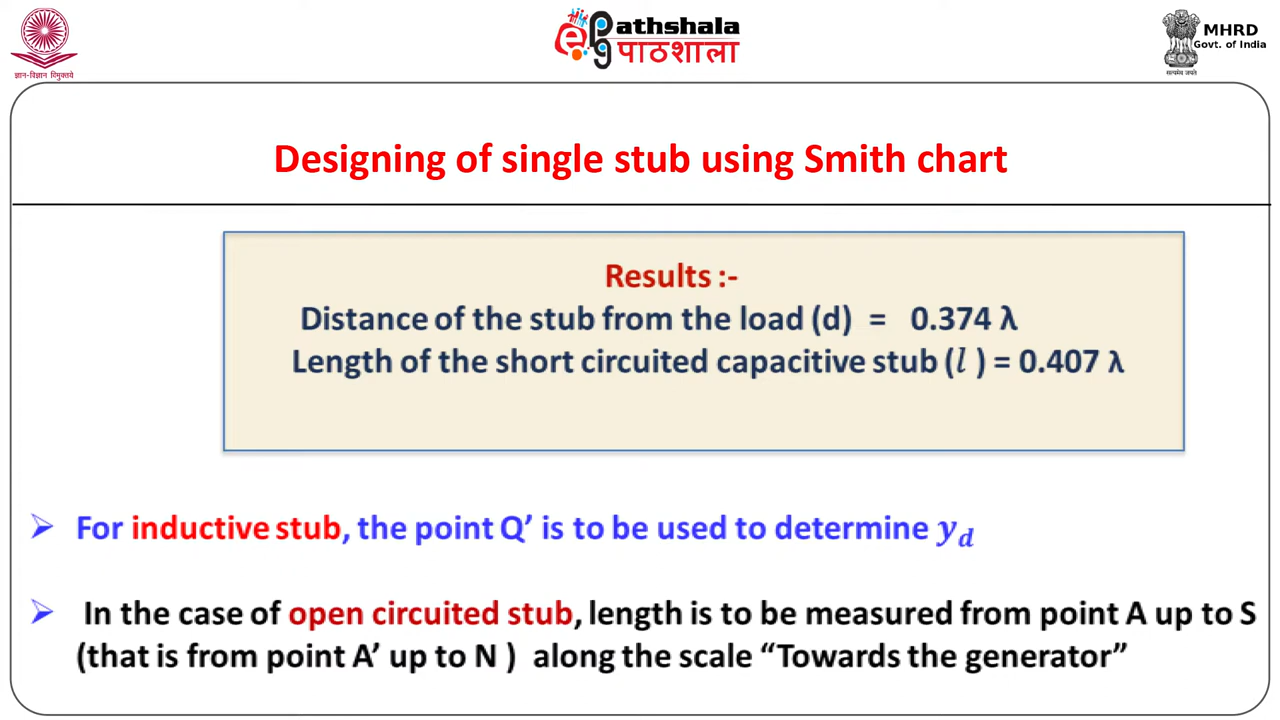 ज्ञान-विज्ञान विमुक्तये
ePg Pathshala
पाठशाला
MHRD
Govt. of India
सत्यमेव जयते
Designing of single stub using Smith chart
Results :-
Distance of the stub from the load (d) = 0.374 λ
Length of the short circuited capacitive stub (l ) = 0.407 λ
➢ For inductive stub, the point Q’ is to be used to determine y_d
➢ In the case of open circuited stub, length is to be measured from point A up to S
(that is from point A’ up to N ) along the scale “Towards the generator”